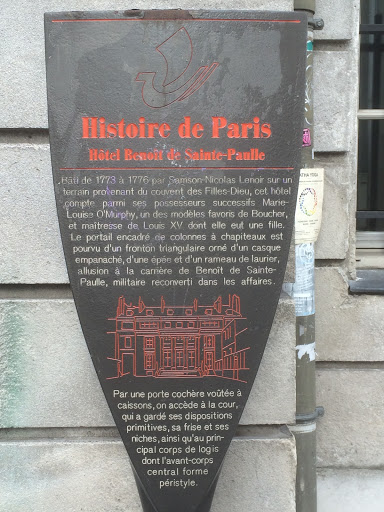 Histoire de Paris
Hôtel Benoît de Sainte-Paulle
Bâti de 1773 à 1776 par Samson-Nicolas Lenoir sur un
terrain provenant du couvent des Filles-Dieu, cet hôtel
compte parmi ses possesseurs successifs Marie-
Louise O'Murphy, un des modèles favoris de Boucher,
et maîtresse de Louis XV dont elle eut une fille.
Le portail encadré de colonnes à chapiteaux est
pourvu d'un fronton triangulaire orné d'un casque
empanaché, d'une épée et d'un rameau de laurier,
allusion à la carrière de Benoît de Sainte-
Paulle, militaire reconverti dans les affaires.
Par une porte cochère voûtée à
caissons, on accède à la cour,
qui a gardé ses dispositions
primitives, sa frise et ses
niches, ainsi qu'au prin-
cipal corps de logis
dont l'avant-corps
central forme
péristyle.